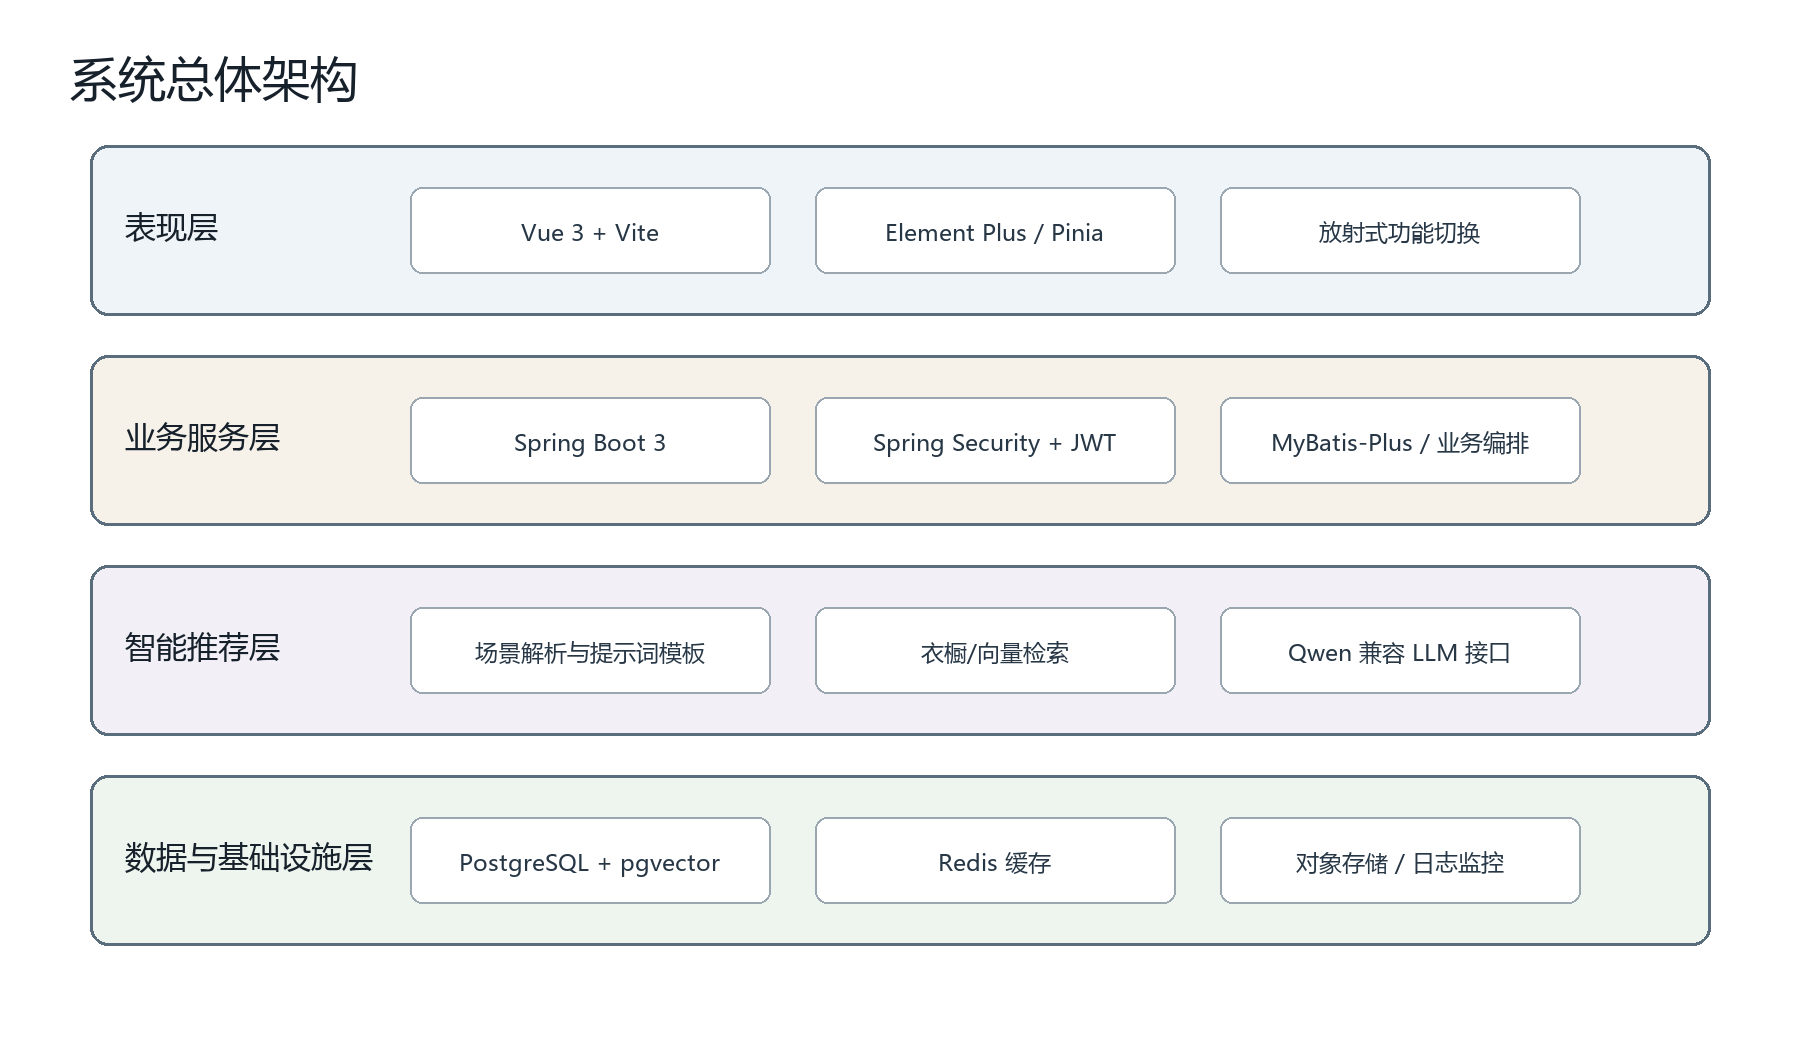 系统总体架构
表现层
Vue 3 + Vite
Element Plus / Pinia
放射式功能切换
业务服务层
Spring Boot 3
Spring Security + JWT
MyBatis-Plus / 业务编排
智能推荐层
场景解析与提示词模板
衣橱/向量检索
Qwen 兼容 LLM 接口
数据与基础设施层
PostgreSQL + pgvector
Redis 缓存
对象存储 / 日志监控